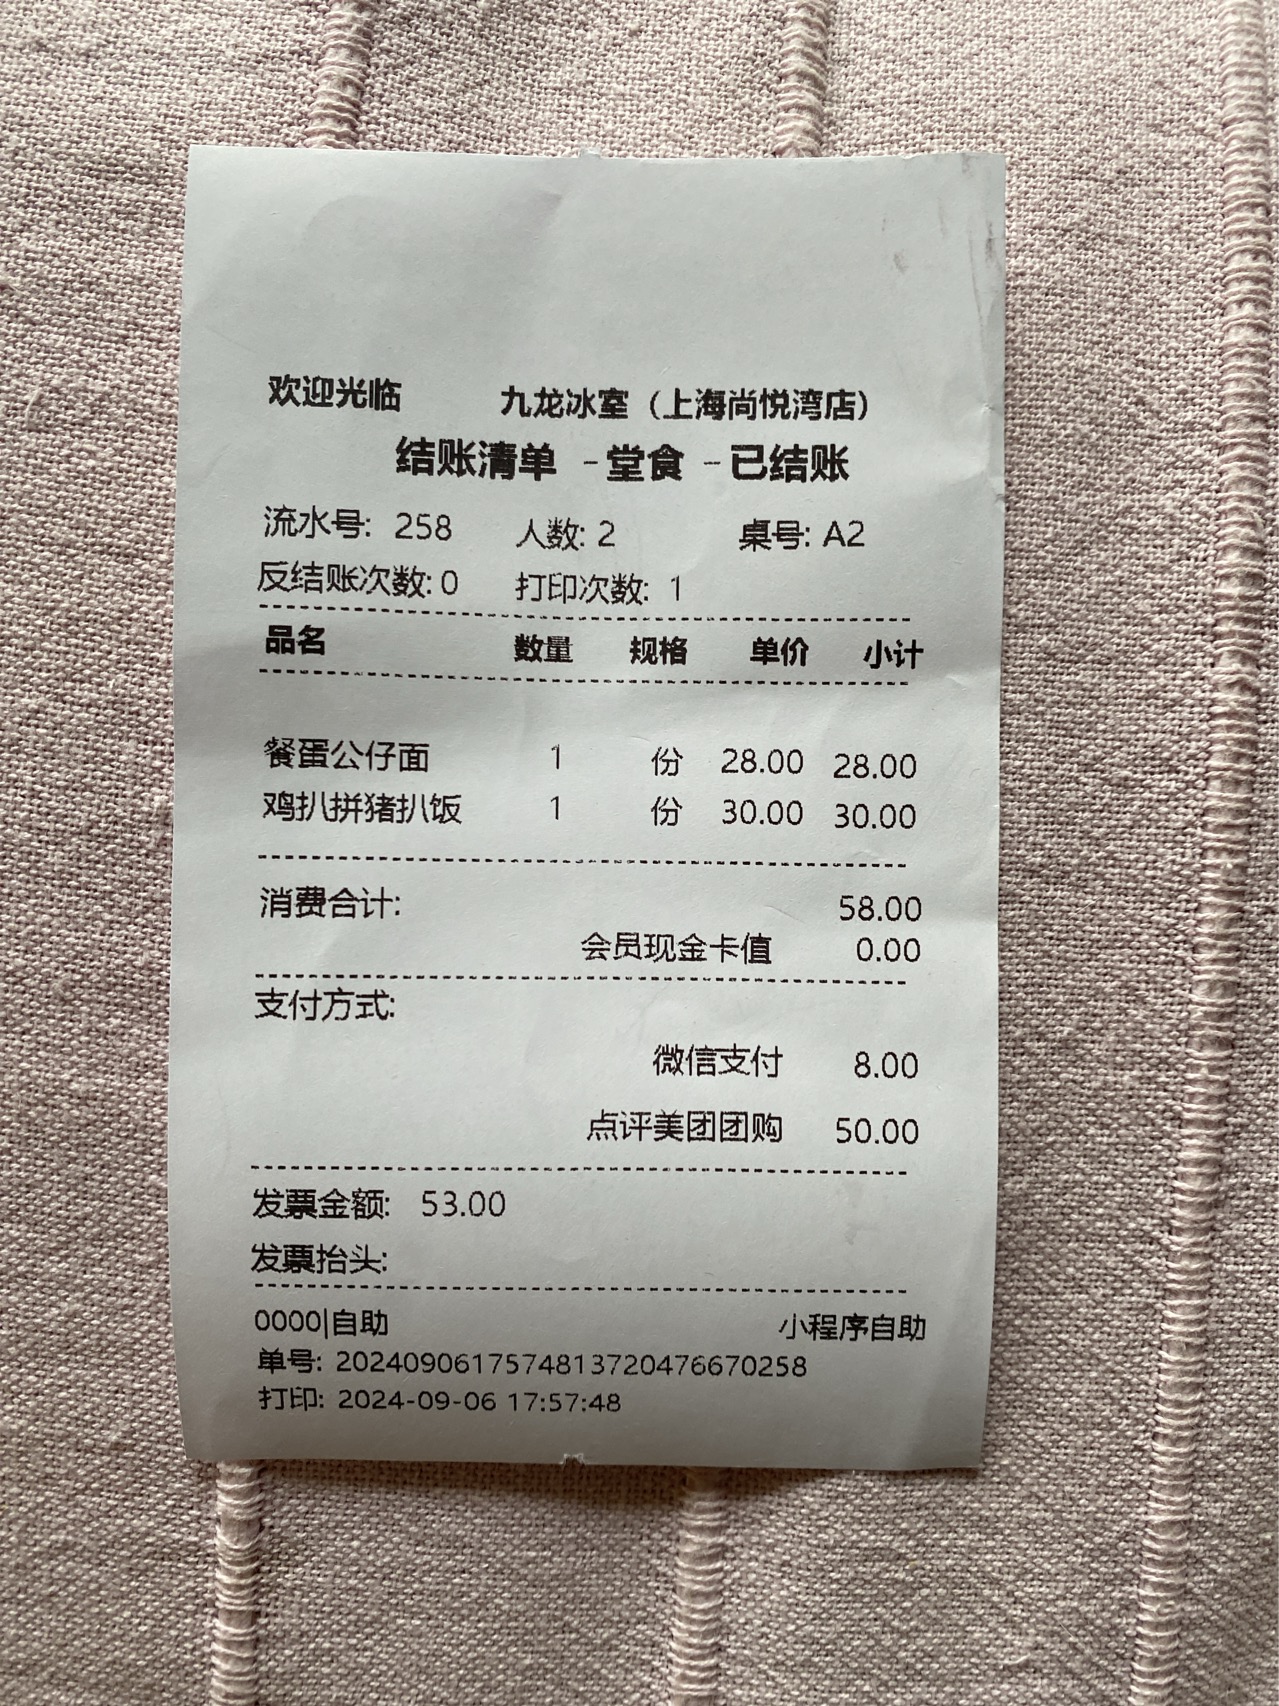 欢迎光临 九龙冰室（上海尚悦湾店）
结账清单 -堂食 -已结账
流水号: 258 人数: 2 桌号: A2
反结账次数: 0 打印次数: 1
品名 数量 规格 单价 小计
餐蛋公仔面 1 份 28.00 28.00
鸡扒拼猪扒饭 1 份 30.00 30.00
消费合计: 58.00
会员现金卡值 0.00
支付方式:
微信支付 8.00
点评美团团购 50.00
发票金额: 53.00
发票抬头:
0000|自助 小程序自助
单号: 2024090617574813720476670258
打印: 2024-09-06 17:57:48